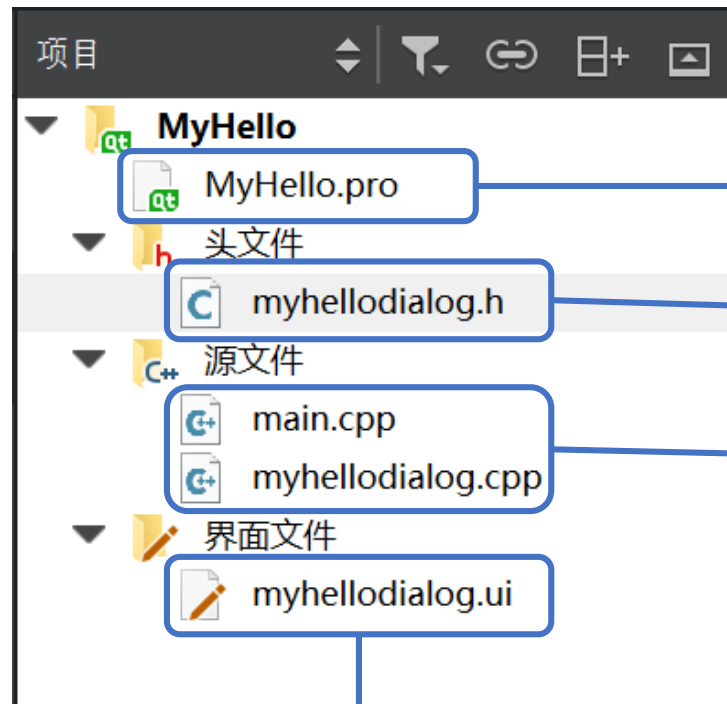 项目
MyHello
MyHello.pro
头文件
myhellodialog.h
源文件
main.cpp
myhellodialog.cpp
界面文件
myhellodialog.ui